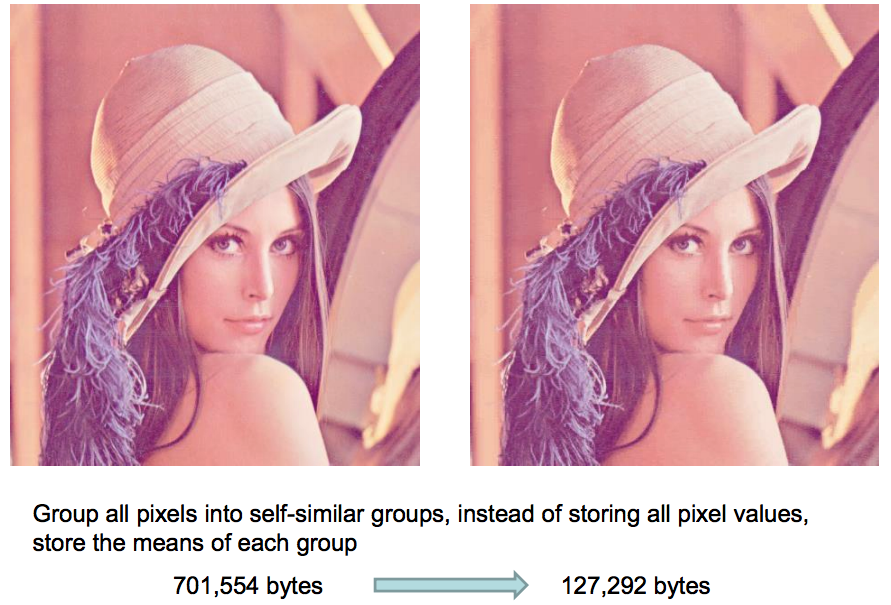 Group all pixels into self-similar groups, instead of storing all pixel values,
store the means of each group
701,554 bytes 127,292 bytes